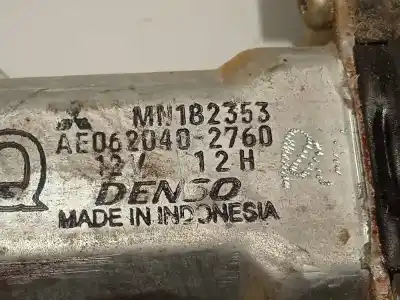 MN182353
AE062040-2760
12V 12H
DENSO
MADE IN INDONESIA